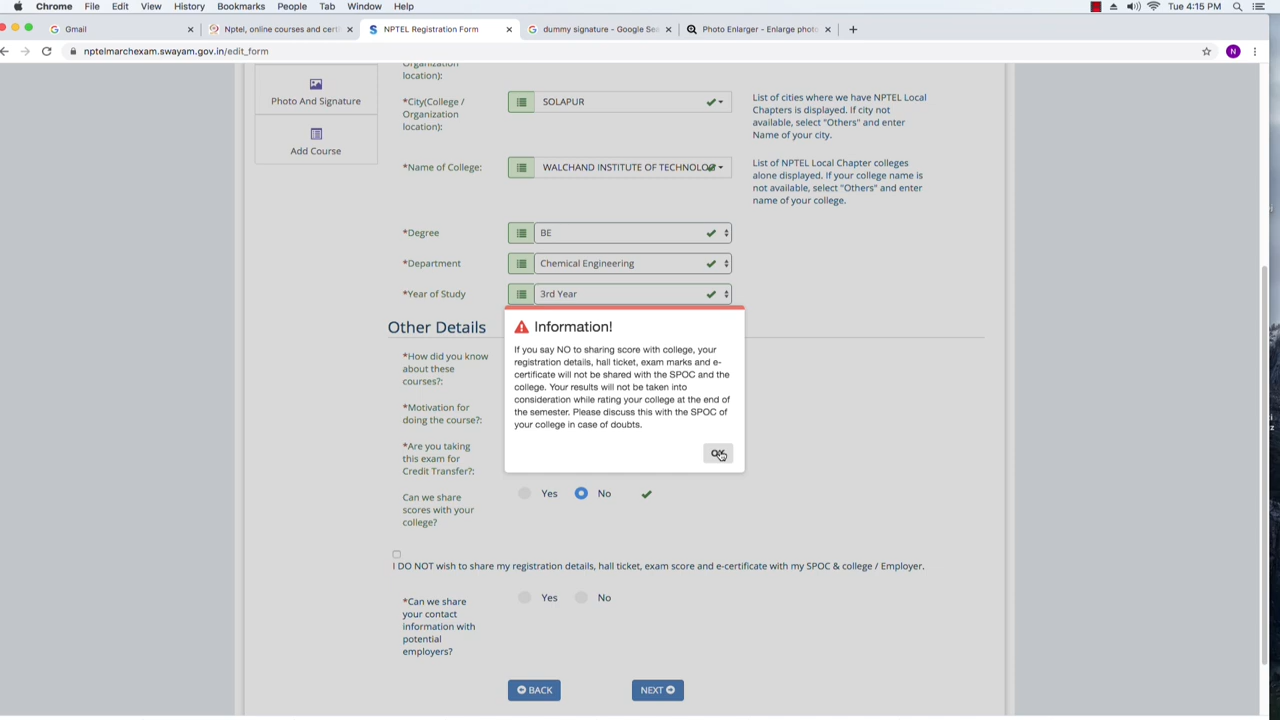 Chrome File Edit View History Bookmarks People Tab Window Help Tue 4:15 PM
Gmail Nptel, online courses and cert NPTEL Registration Form dummy signature - Google Sea Photo Enlarger - Enlarge photo
nptelmarchexam.swayam.gov.in/edit_form N
Organization
location):
Photo And Signature
Add Course
*City(College /
Organization
location):
SOLAPUR
List of cities where we have NPTEL Local
Chapters is displayed. If city not
available, select "Others" and enter
Name of your city.
*Name of College:
WALCHAND INSTITUTE OF TECHNOLOG
List of NPTEL Local Chapter colleges
alone displayed. If your college name is
not available, select "Others" and enter
name of your college.
*Degree BE
*Department Chemical Engineering
*Year of Study 3rd Year
Other Details
Information!
If you say NO to sharing score with college, your
registration details, hall ticket, exam marks and e-
certificate will not be shared with the SPOC and the
college. Your results will not be taken into
consideration while rating your college at the end of
the semester. Please discuss this with the SPOC of
your college in case of doubts.
OK
*How did you know
about these
courses?:
*Motivation for
doing the course?:
*Are you taking
this exam for
Credit Transfer?:
Can we share
scores with your
college?
Yes No
I DO NOT wish to share my registration details, hall ticket, exam score and e-certificate with my SPOC & college / Employer.
*Can we share
your contact
information with
potential
employers?
Yes No
BACK NEXT